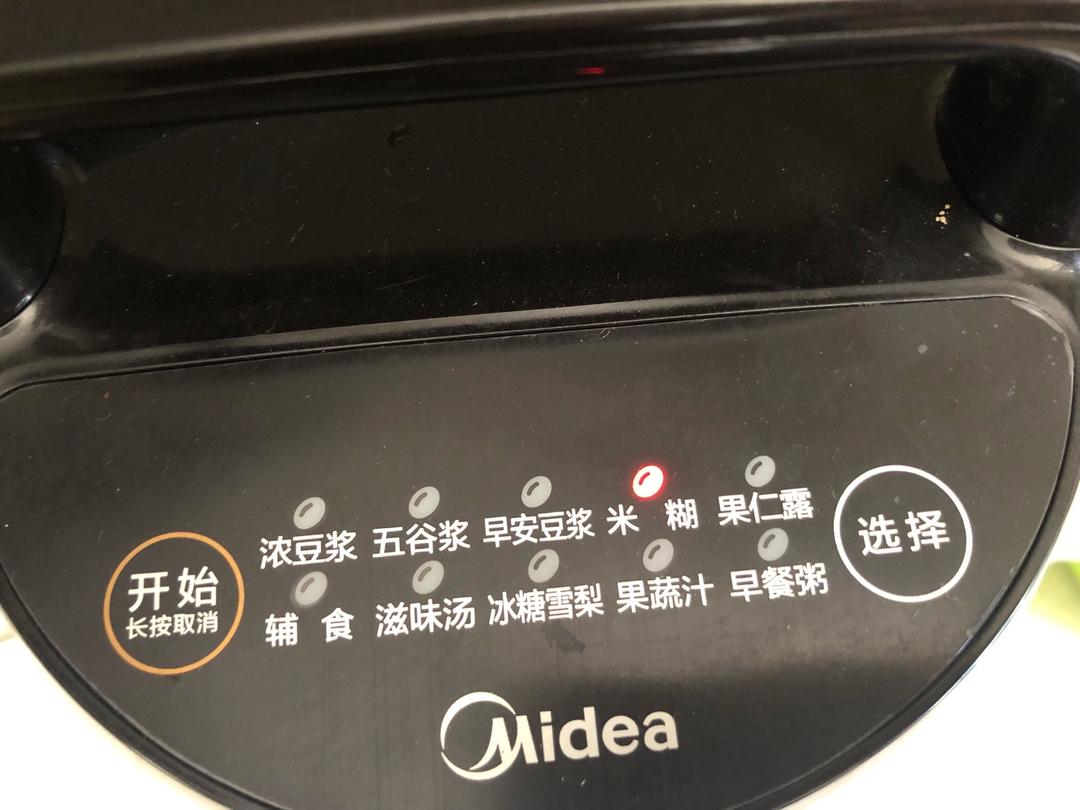 浓豆浆 五谷浆 早安豆浆 米 糊 果仁露
选择
开始
长按取消
辅 食 滋味汤 冰糖雪梨 果蔬汁 早餐粥
Midea